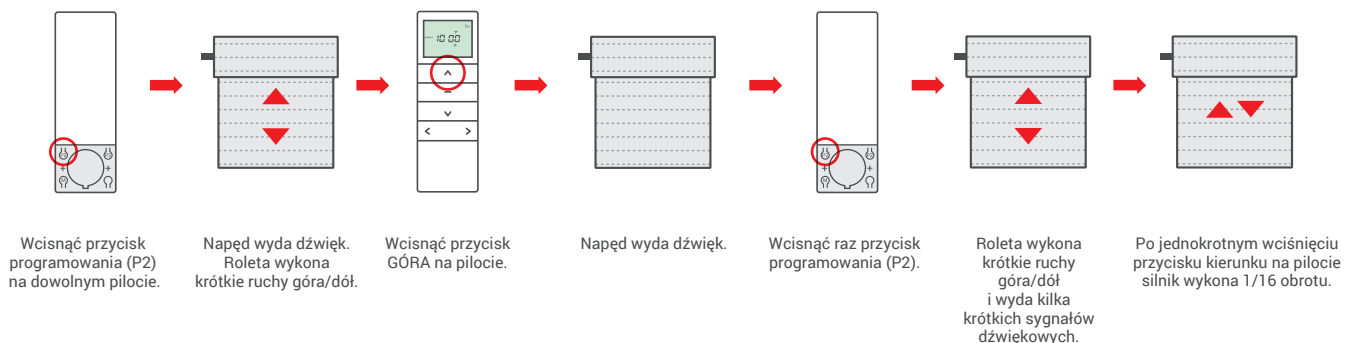 Wcisnąć przycisk
programowania (P2)
na dowolnym pilocie.
Napęd wyda dźwięk.
Roleta wykona
krótkie ruchy góra/dół.
Wcisnąć przycisk
GÓRA na pilocie.
Napęd wyda dźwięk.
Wcisnąć raz przycisk
programowania (P2).
Roleta wykona
krótkie ruchy
góra/dół
i wyda kilka
krótkich sygnałów
dźwiękowych.
Po jednokrotnym wciśnięciu
przycisku kierunku na pilocie
silnik wykona 1/16 obrotu.